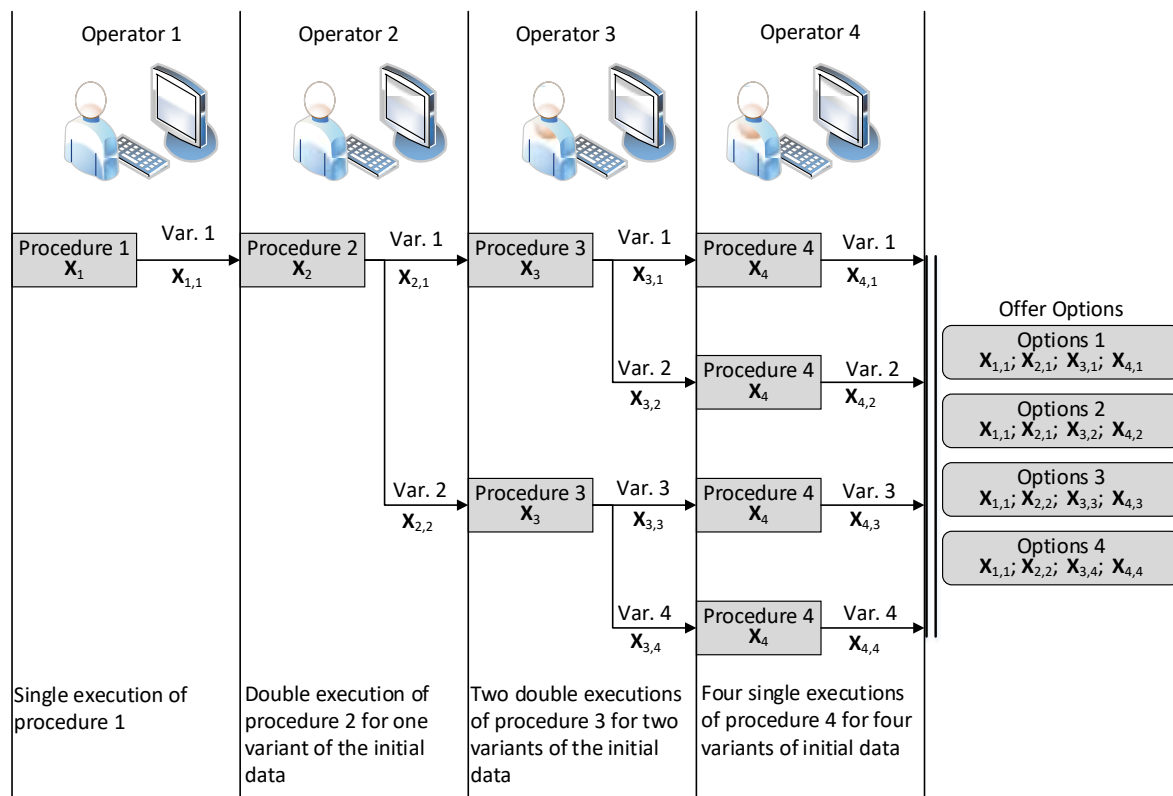 Operator 1
Operator 2
Operator 3
Operator 4
Procedure 1
X1
Var. 1
X1,1
Procedure 2
X2
Var. 1
X2,1
Procedure 3
X3
Var. 1
X3,1
Procedure 4
X4
Var. 1
X4,1
Var. 2
X3,2
Procedure 4
X4
Var. 2
X4,2
Var. 2
X2,2
Procedure 3
X3
Var. 3
X3,3
Procedure 4
X4
Var. 3
X4,3
Var. 4
X3,4
Procedure 4
X4
Var. 4
X4,4
Offer Options
Options 1
X1,1; X2,1; X3,1; X4,1
Options 2
X1,1; X2,1; X3,2; X4,2
Options 3
X1,1; X2,2; X3,3; X4,3
Options 4
X1,1; X2,2; X3,4; X4,4
Single execution of
procedure 1
Double execution of
procedure 2 for one
variant of the initial
data
Two double executions
of procedure 3 for two
variants of the initial
data
Four single executions
of procedure 4 for four
variants of initial data